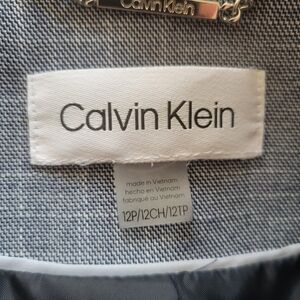 Calvin Klein
Calvin Klein
made in Vietnam
hecho en Vietnam
fabriqué au Vietnam
12P/12CH/12TP